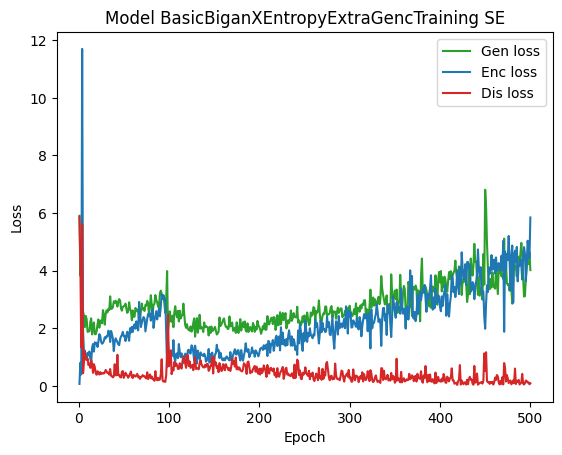 Model BasicBiganXEntropyExtraGencTraining SE
Gen loss
Enc loss
Dis loss
Loss
12
10
8
6
4
2
0
0 100 200 300 400 500
Epoch